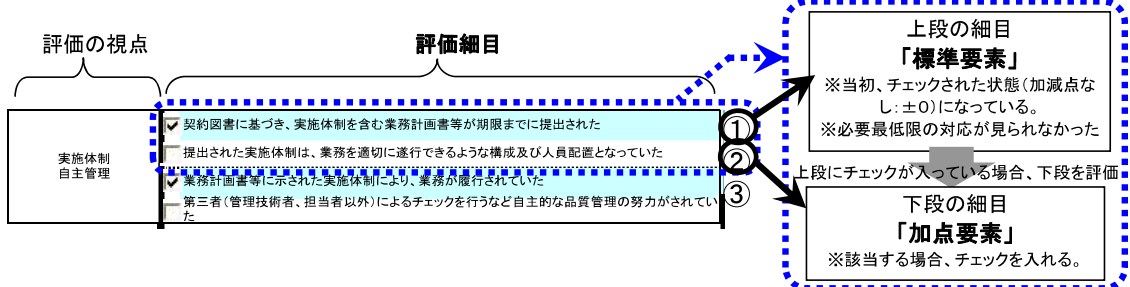 評価の視点
評価細目
実施体制
自主管理
契約図書に基づき、実施体制を含む業務計画書等が期限までに提出された
提出された実施体制は、業務を適切に遂行できるような構成及び人員配置となっていた
業務計画書等に示された実施体制により、業務が履行されていた
第三者(管理技術者、担当者以外)によるチェックを行うなど自主的な品質管理の努力がされてい
た
①
②
③
上段の細目
「標準要素」
※当初、チェックされた状態(加減点な
し:±0)になっている。
※必要最低限の対応が見られなかった
上段にチェックが入っている場合、下段を評価
下段の細目
「加点要素」
※該当する場合、チェックを入れる。